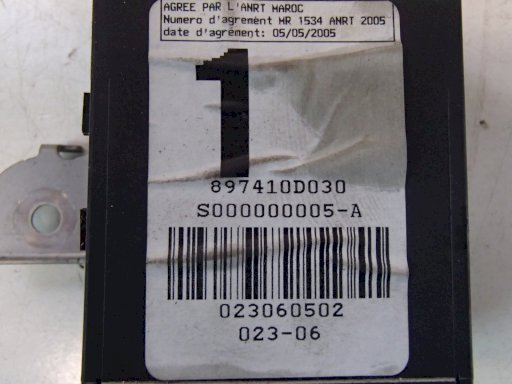 AGREE PAR L'ANRT MAROC
Numero d'agrement MR 1534 ANRT 2005
date d'agrément: 05/05/2005
1
897410D030
S000000005-A
023060502
023-06